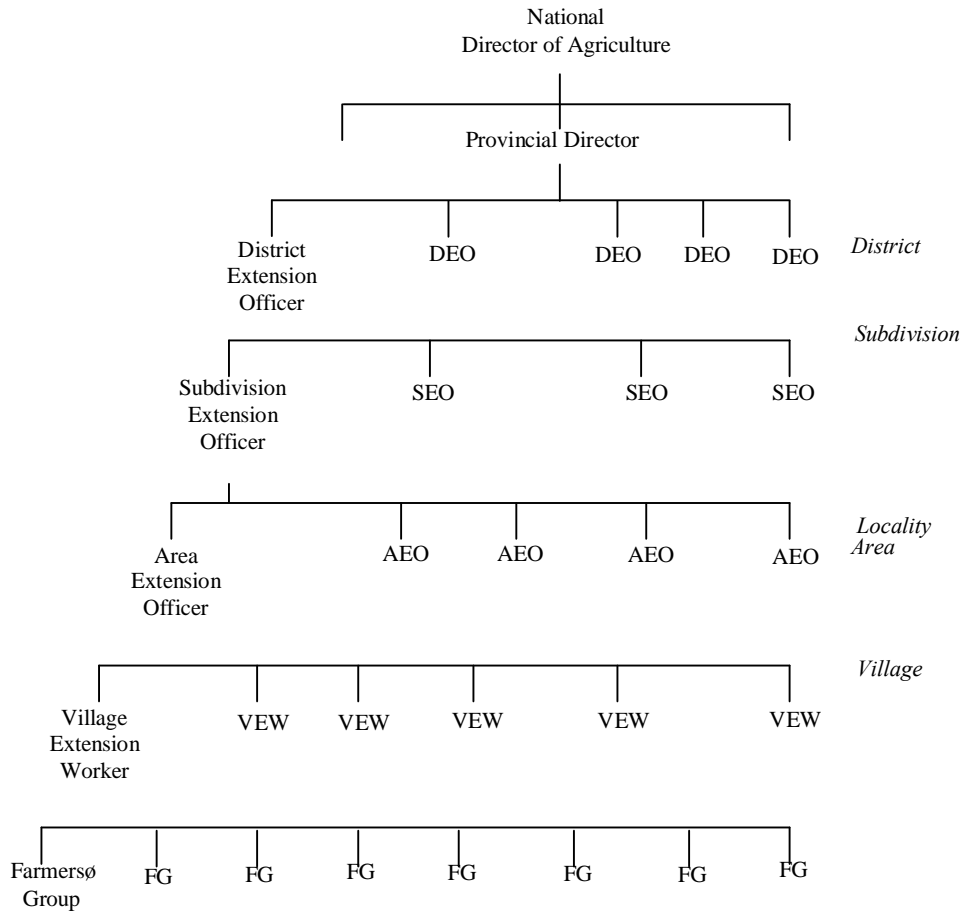 National
Director of Agriculture
Provincial Director
District
Extension
Officer
DEO
DEO
DEO
DEO
District
Subdivision
Subdivision
Extension
Officer
SEO
SEO
SEO
Locality
Area
Area
Extension
Officer
AEO
AEO
AEO
AEO
Village
Village
Extension
Worker
VEW
VEW
VEW
VEW
VEW
Farmersø
Group
FG
FG
FG
FG
FG
FG
FG